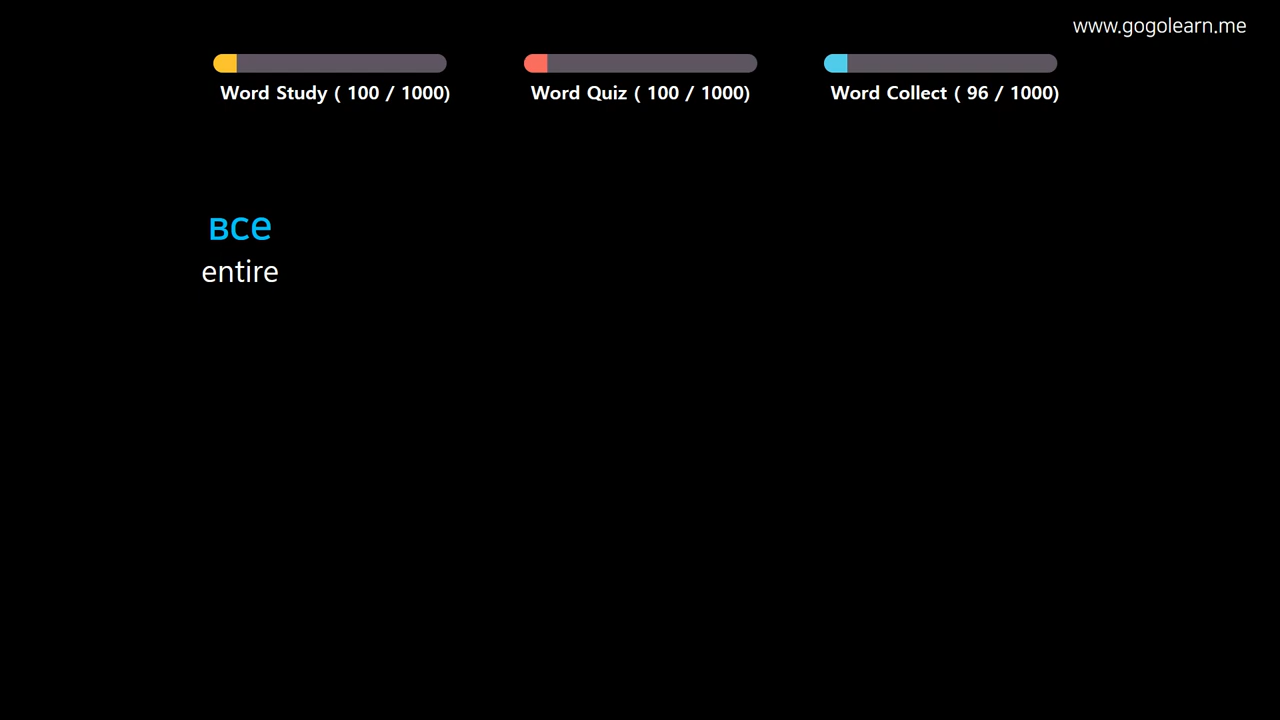 www.gogolearn.me
Word Study ( 100 / 1000)
Word Quiz ( 100 / 1000)
Word Collect ( 96 / 1000)
все
entire